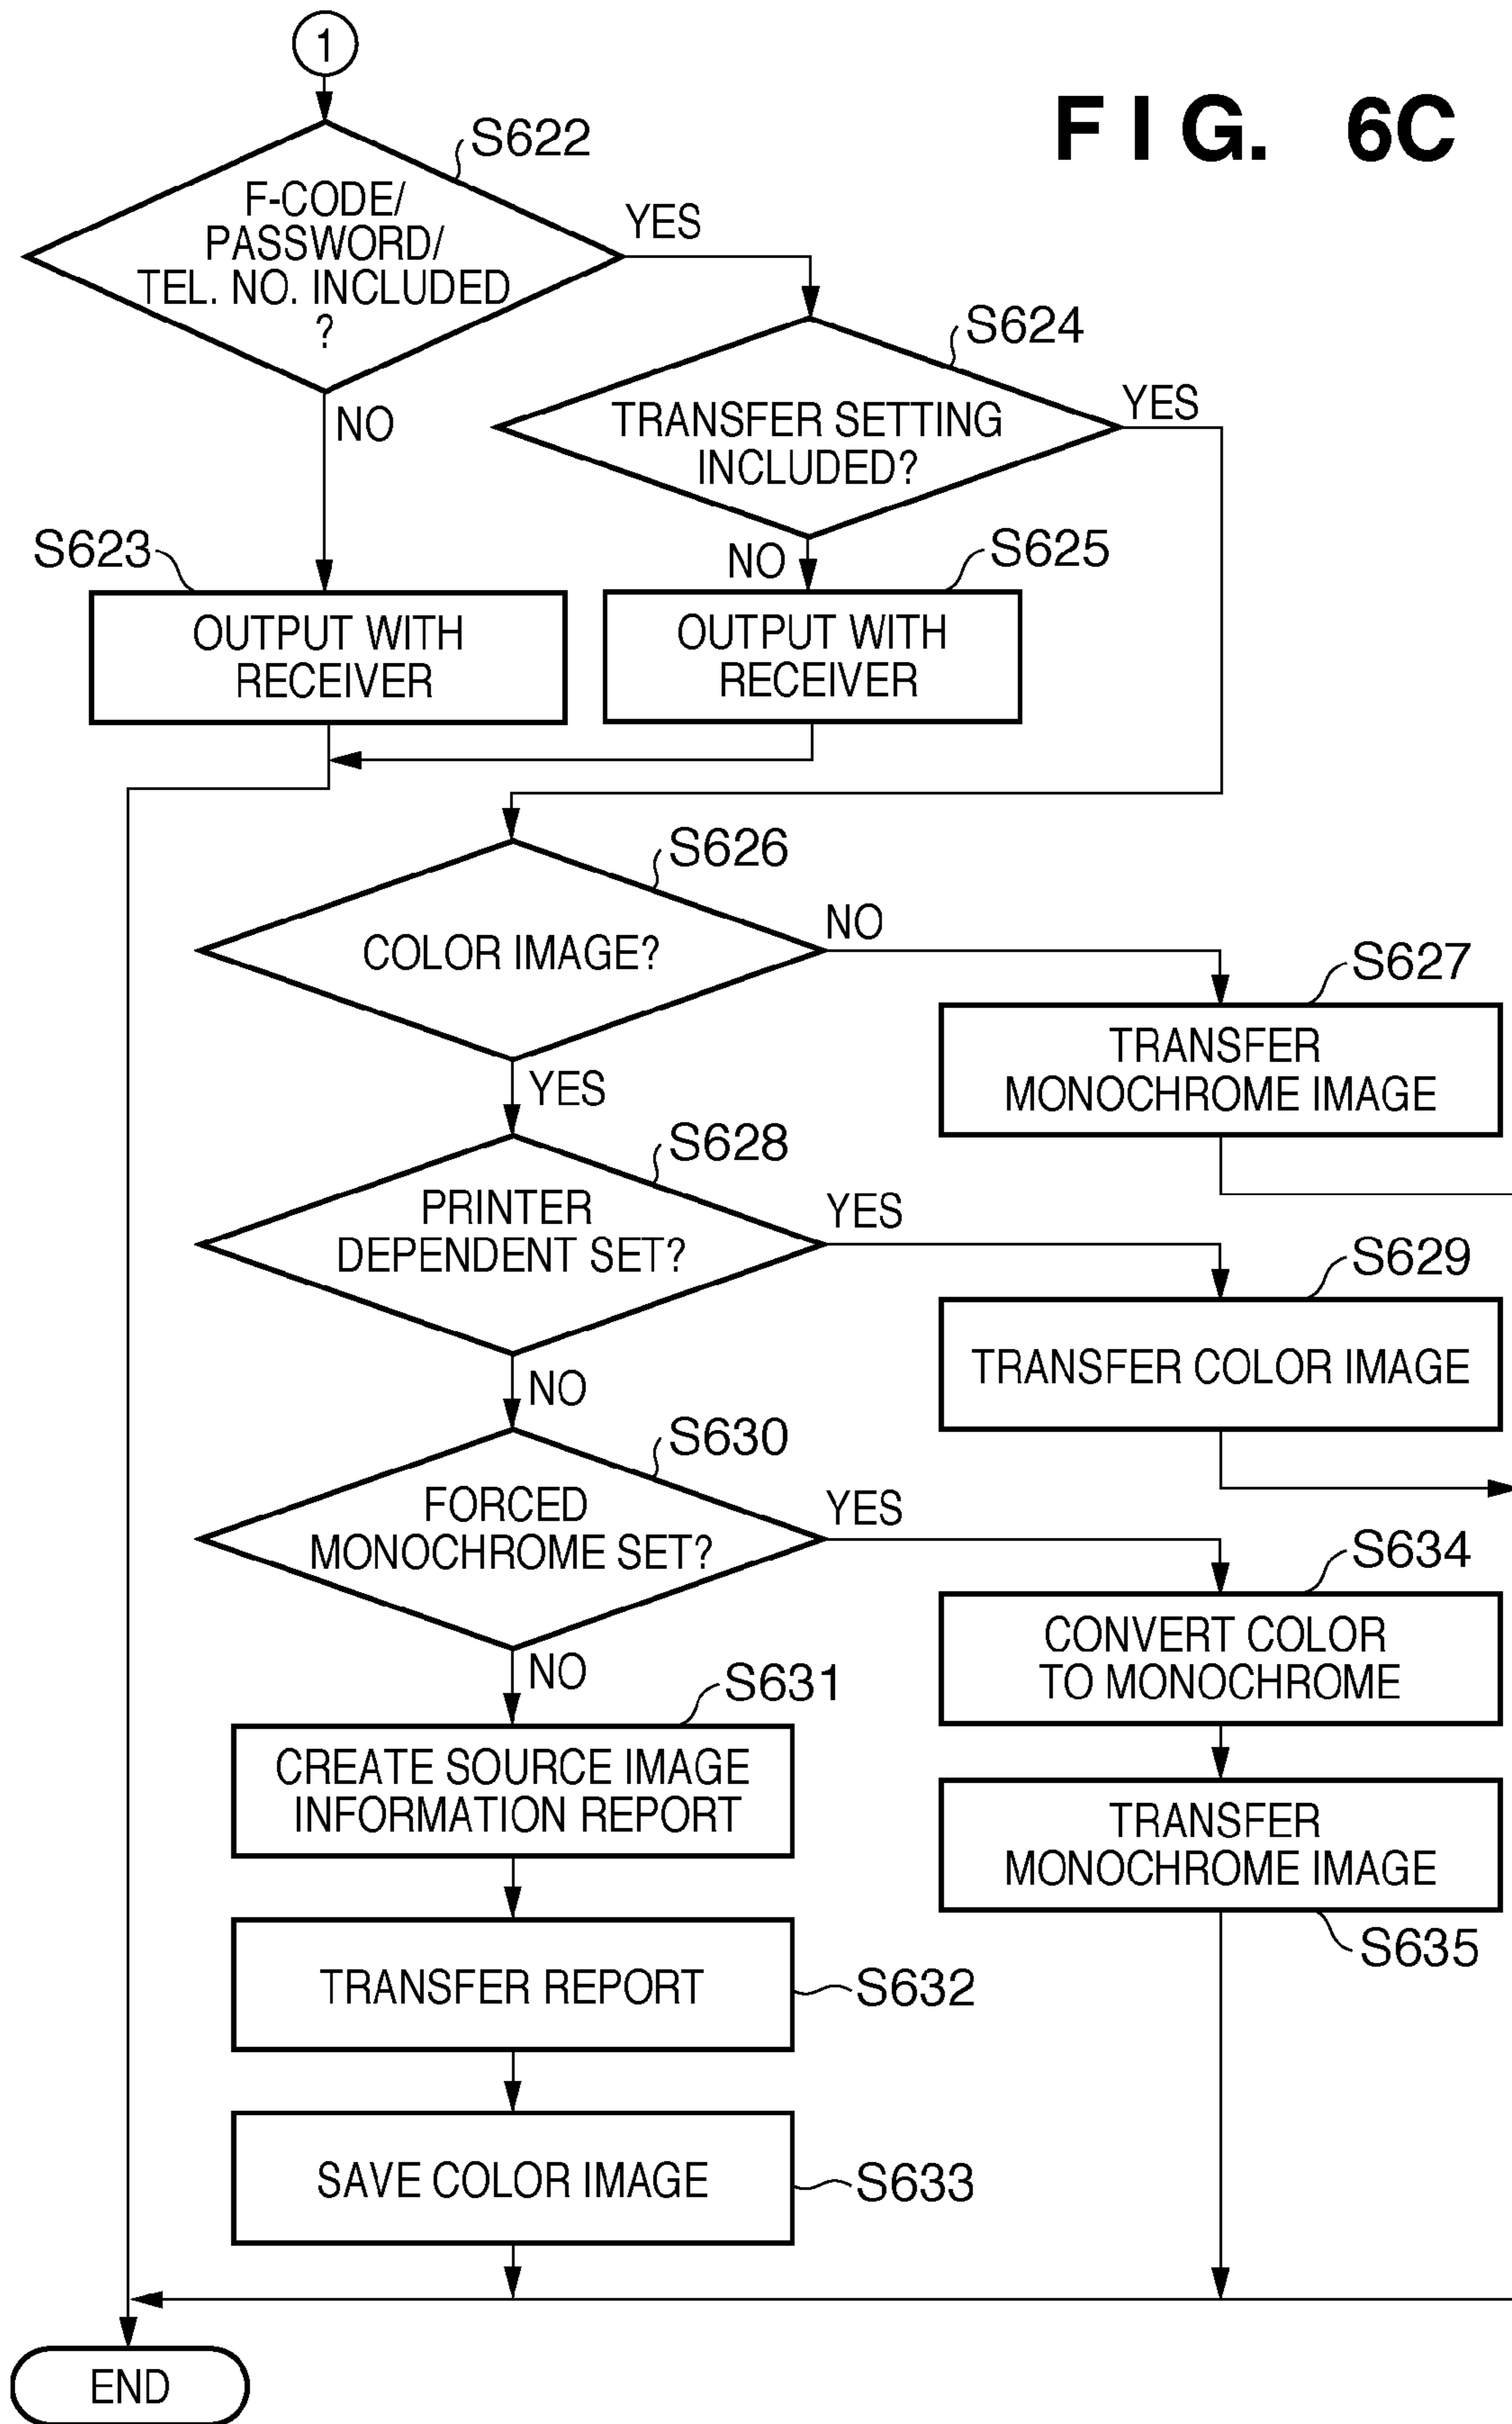 1
FIG. 6C
S622
F-CODE/
PASSWORD/
TEL. NO. INCLUDED
?
YES
NO
S624
TRANSFER SETTING
INCLUDED?
YES
NO
S623
OUTPUT WITH
RECEIVER
S625
OUTPUT WITH
RECEIVER
S626
COLOR IMAGE?
NO
YES
S627
TRANSFER
MONOCHROME IMAGE
S628
PRINTER
DEPENDENT SET?
YES
NO
S629
TRANSFER COLOR IMAGE
S630
FORCED
MONOCHROME SET?
YES
NO
S634
CONVERT COLOR
TO MONOCHROME
S631
CREATE SOURCE IMAGE
INFORMATION REPORT
TRANSFER
MONOCHROME IMAGE
S635
TRANSFER REPORT
S632
SAVE COLOR IMAGE
S633
END